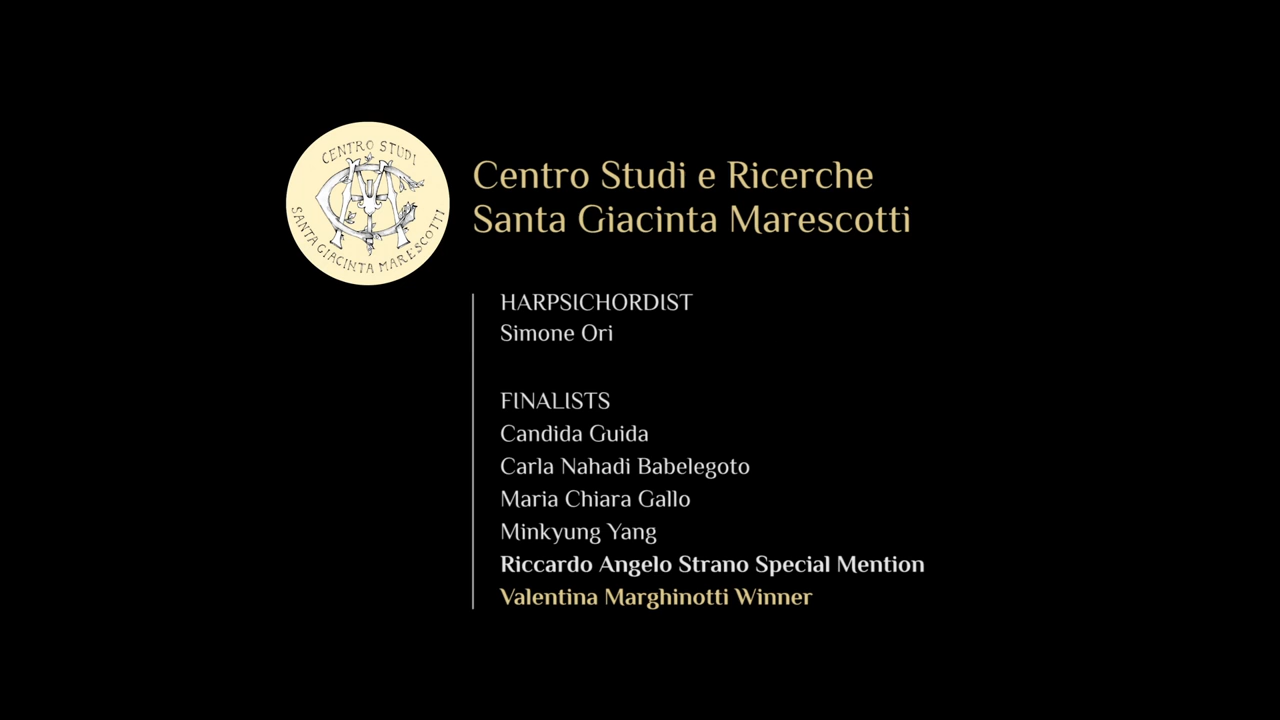 CENTRO STUDI
SANTA GIACINTA MARESCOTTI
Centro Studi e Ricerche
Santa Giacinta Marescotti
HARPSICHORDIST
Simone Ori
FINALISTS
Candida Guida
Carla Nahadi Babelegoto
Maria Chiara Gallo
Minkyung Yang
Riccardo Angelo Strano Special Mention
Valentina Marghinotti Winner